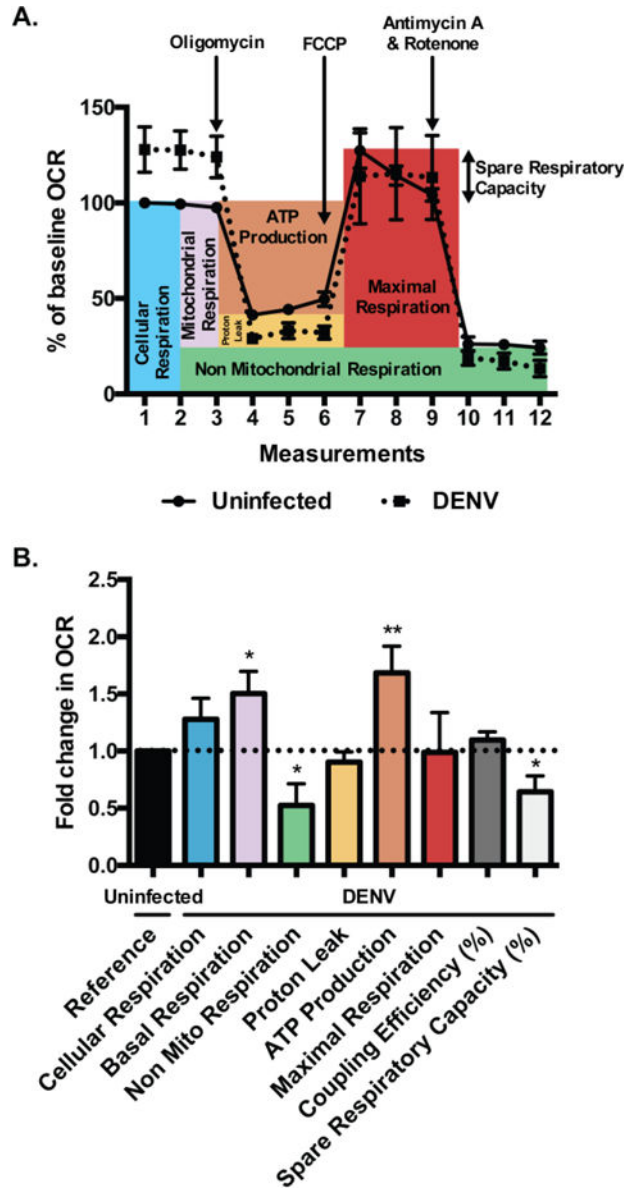 A.
Oligomycin
FCCP
Antimycin A
& Rotenone
% of baseline OCR
150
100
50
0
Cellular
Respiration
Mitochondrial
Respiration
ATP
Production
Proton
Leak
Maximal
Respiration
Spare Respiratory
Capacity
Non Mitochondrial Respiration
1 2 3 4 5 6 7 8 9 10 11 12
Measurements
Uninfected
DENV
B.
Fold change in OCR
2.5
2.0
1.5
1.0
0.5
0.0
*
*
**
*
Uninfected
DENV
Reference
Cellular Respiration
Basal Respiration
Non Mito Respiration
Proton Leak
ATP Production
Maximal Respiration
Coupling Efficiency (%)
Spare Respiratory Capacity (%)